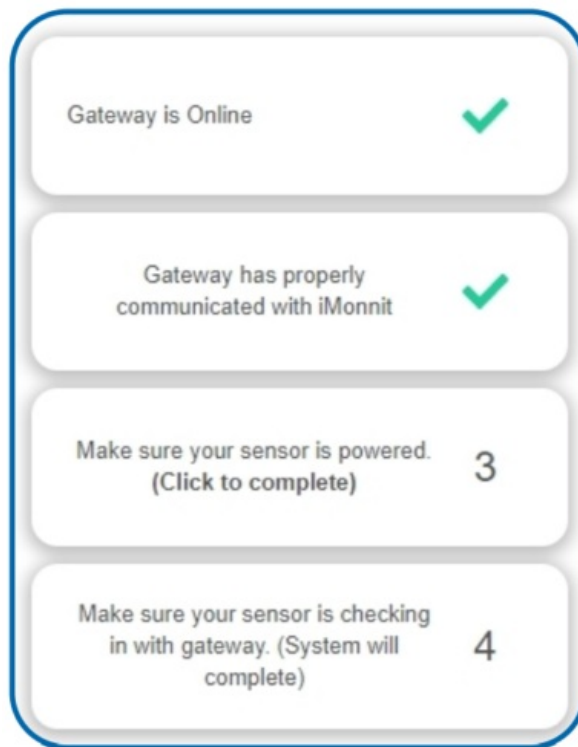 Gateway is Online
Gateway has properly
communicated with iMonnit
Make sure your sensor is powered.
(Click to complete)
3
Make sure your sensor is checking
in with gateway. (System will
complete)
4